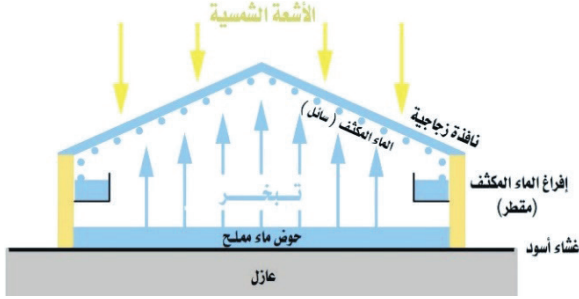 الأشعة الشمسية
نافذة زجاجية
الماء المكثف (سائل)
إفراغ الماء المكثف
(مقطر)
تبخر
حوض ماء مملح
غشاء أسود
عازل